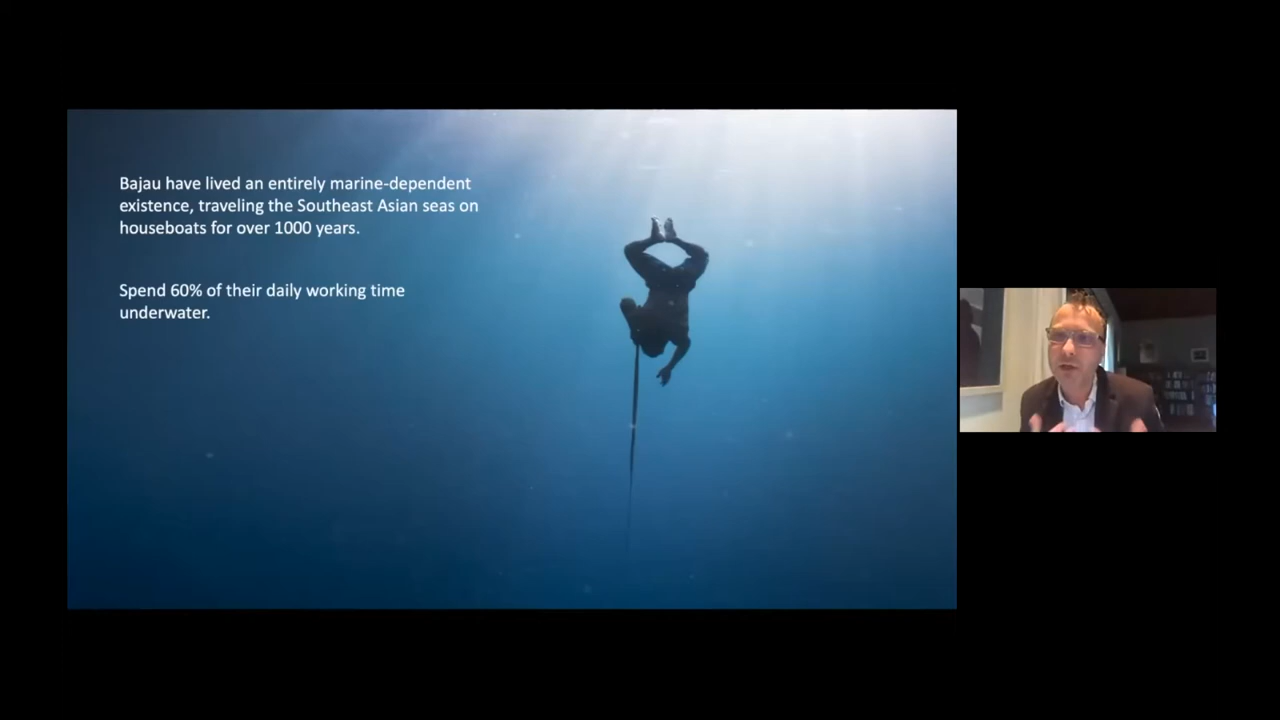 Bajau have lived an entirely marine-dependent
existence, traveling the Southeast Asian seas on
houseboats for over 1000 years.
Spend 60% of their daily working time
underwater.